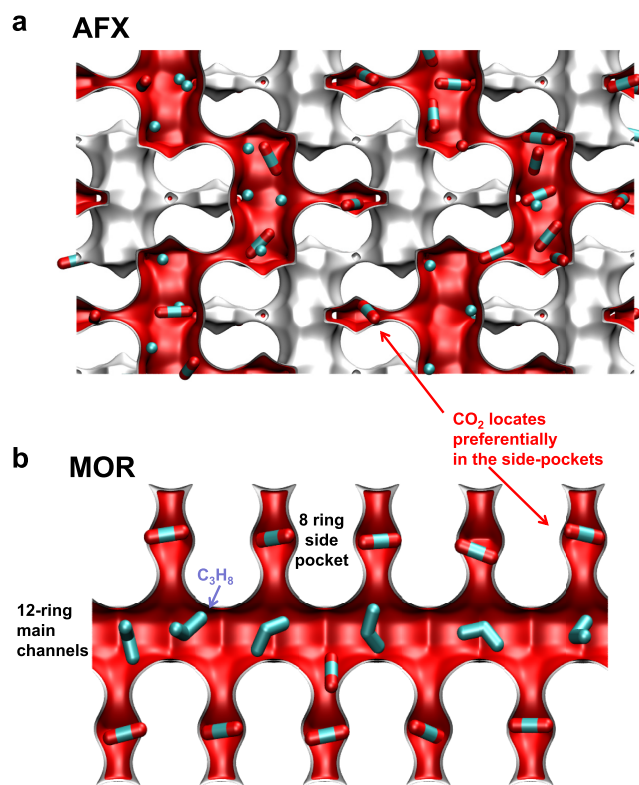 a
AFX
CO₂ locates
preferentially
in the side-pockets
b
MOR
8 ring
side
pocket
C₃H₈
12-ring
main
channels